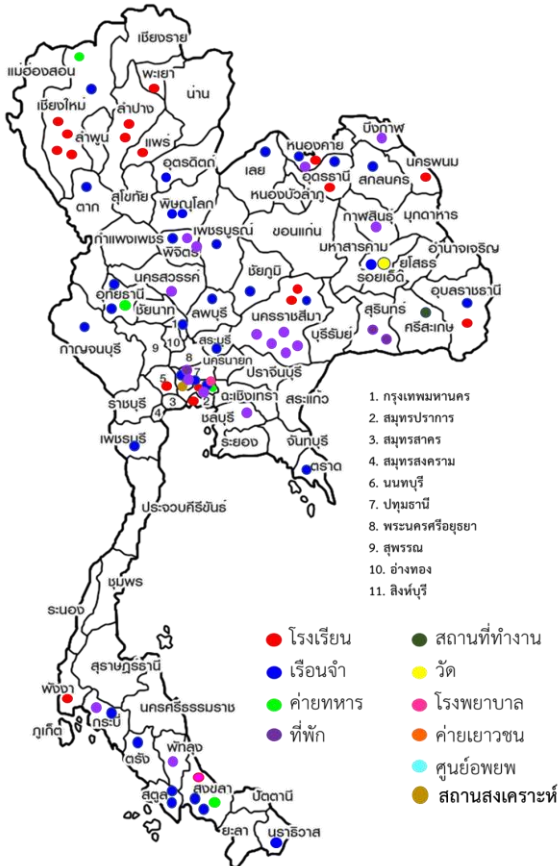 เชียงราย
แม่ฮ่องสอน
พะเยา
น่าน
เชียงใหม่
ลำปาง
ลำพูน
แพร่
บึงกาฬ
หนองคาย
อุตรดิตถ์
เลย
อุดรธานี
สกลนคร
นครพนม
ตาก
สุโขทัย
พิษณุโลก
หนองบัวลำภู
กาฬสินธุ์
มุกดาหาร
กำแพงเพชร
เพชรบูรณ์
ขอนแก่น
พิจิตร
มหาสารคาม
อำนาจเจริญ
ยโสธร
นครสวรรค์
ชัยภูมิ
ร้อยเอ็ด
อุทัยธานี
ชัยนาท
ลพบุรี
นครราชสีมา
สุรินทร์
อุบลราชธานี
บุรีรัมย์
ศรีสะเกษ
กาญจนบุรี
11
10
9
สระบุรี
8
นครนายก
ปราจีนบุรี
5
7
ราชบุรี
3
2
4
ฉะเชิงเทรา
สระแก้ว
ชลบุรี
เพชรบุรี
ระยอง
จันทบุรี
ตราด
ประจวบคีรีขันธ์
ชุมพร
ระนอง
สุราษฎร์ธานี
พังงา
นครศรีธรรมราช
ภูเก็ต
กระบี่
ตรัง
พัทลุง
สตูล
สงขลา
ปัตตานี
ยะลา
นราธิวาส
1. กรุงเทพมหานคร
2. สมุทรปราการ
3. สมุทรสาคร
4. สมุทรสงคราม
6. นนทบุรี
7. ปทุมธานี
8. พระนครศรีอยุธยา
9. สุพรรณ
10. อ่างทอง
11. สิงห์บุรี
โรงเรียน
เรือนจำ
ค่ายทหาร
ที่พัก
สถานที่ทำงาน
วัด
โรงพยาบาล
ค่ายเยาวชน
ศูนย์อพยพ
สถานสงเคราะห์